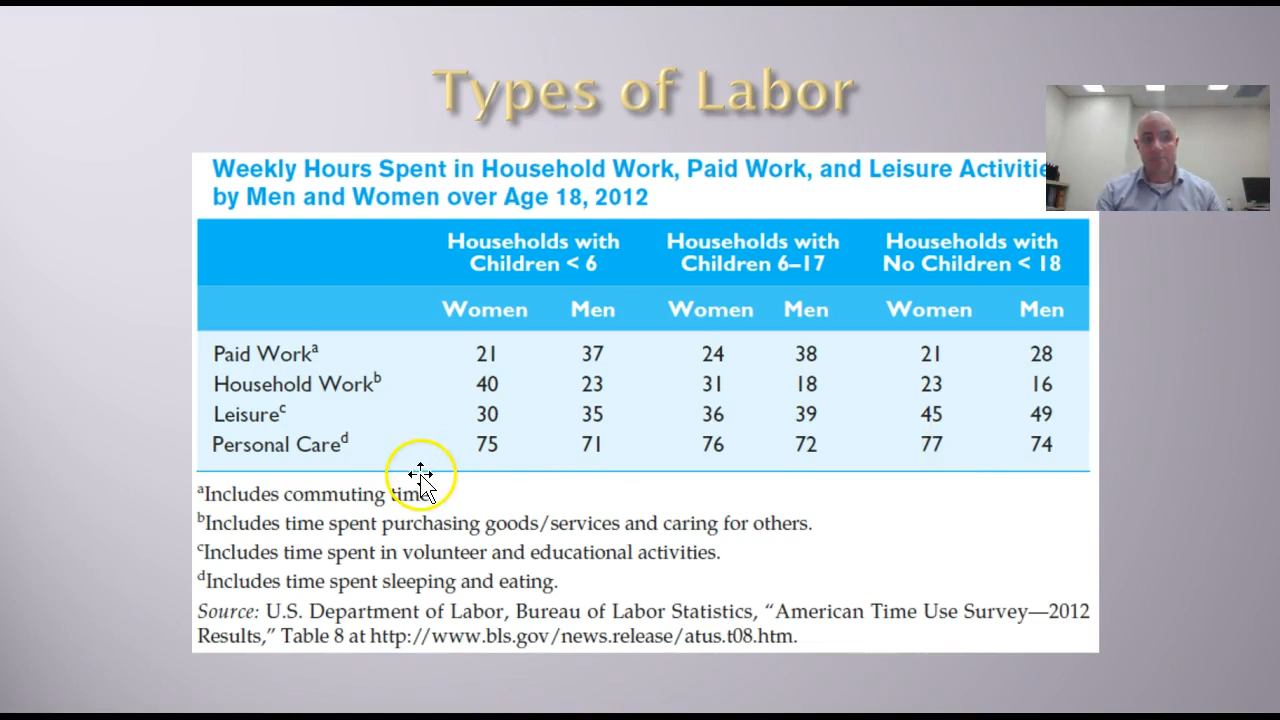 Types of Labor
Weekly Hours Spent in Household Work, Paid Work, and Leisure Activitie
by Men and Women over Age 18, 2012
Households with Children < 6 Households with Children 6–17 Households with No Children < 18
Women Men Women Men Women Men
Paid Workᵃ 21 37 24 38 21 28
Household Workᵇ 40 23 31 18 23 16
Leisureᶜ 30 35 36 39 45 49
Personal Careᵈ 75 71 76 72 77 74
ᵃIncludes commuting time
ᵇIncludes time spent purchasing goods/services and caring for others.
ᶜIncludes time spent in volunteer and educational activities.
ᵈIncludes time spent sleeping and eating.
Source: U.S. Department of Labor, Bureau of Labor Statistics, “American Time Use Survey—2012
Results,” Table 8 at http://www.bls.gov/news.release/atus.t08.htm.